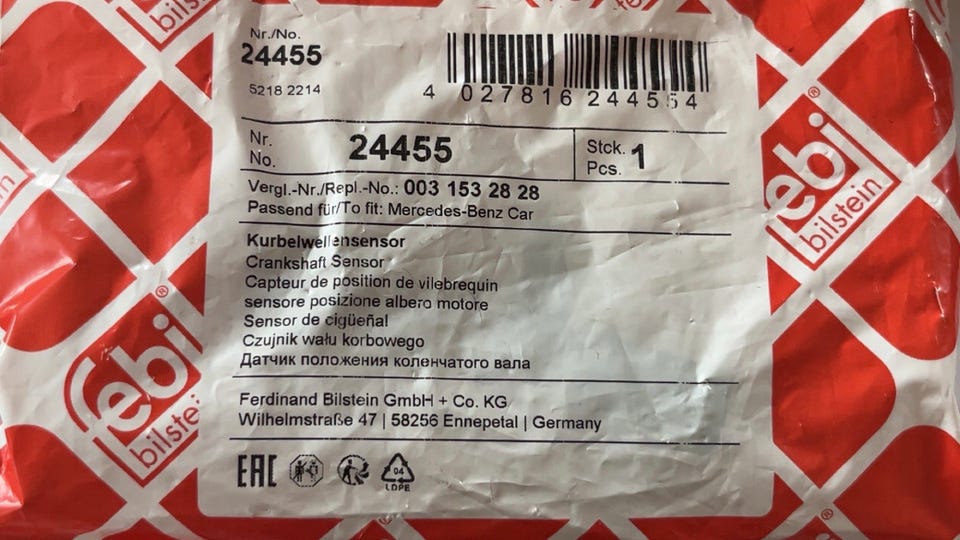 Nr./No.
24455
5218 2214
4 027816 244554
Nr.
No.
24455
Stck.
Pcs.
1
Vergl.-Nr./Repl.-No.: 003 153 28 28
Passend für/To fit: Mercedes-Benz Car
Kurbelwellensensor
Crankshaft Sensor
Capteur de position de vilebrequin
sensore posizione albero motore
Sensor de cigüeñal
Czujnik wału korbowego
Датчик положения коленчатого вала
Ferdinand Bilstein GmbH + Co. KG
Wilhelmstraße 47 | 58256 Ennepetal | Germany
EAC
04
LDPE
febi ®
bilstein
febi ®
bilstein
bilstein